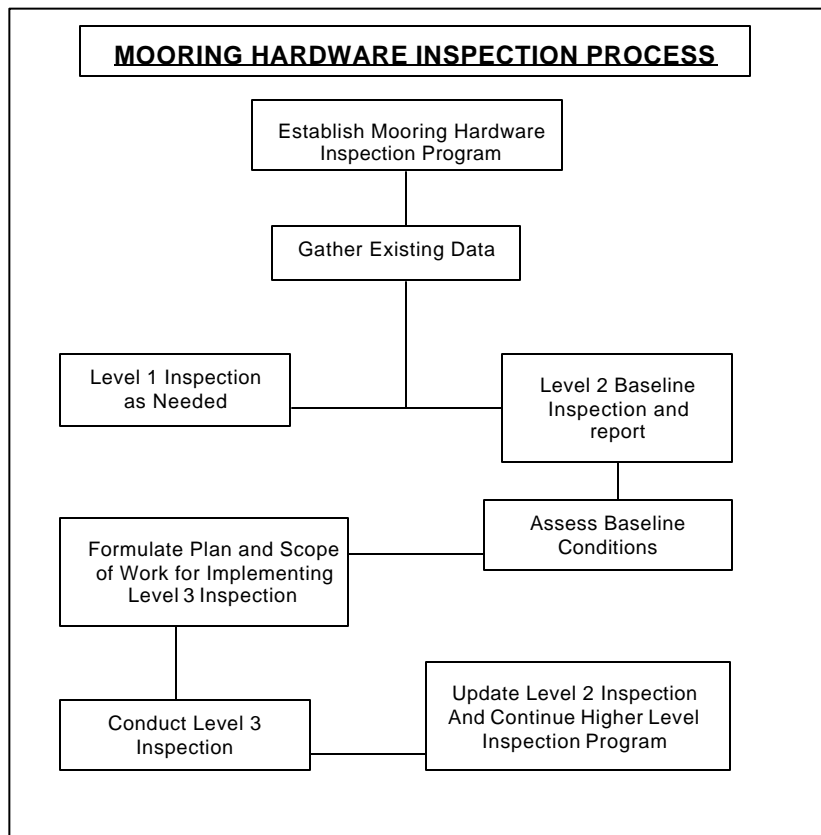 MOORING HARDWARE INSPECTION PROCESS
Establish Mooring Hardware
Inspection Program
Gather Existing Data
Level 1 Inspection
as Needed
Level 2 Baseline
Inspection and
report
Assess Baseline
Conditions
Formulate Plan and Scope
of Work for Implementing
Level 3 Inspection
Conduct Level 3
Inspection
Update Level 2 Inspection
And Continue Higher Level
Inspection Program